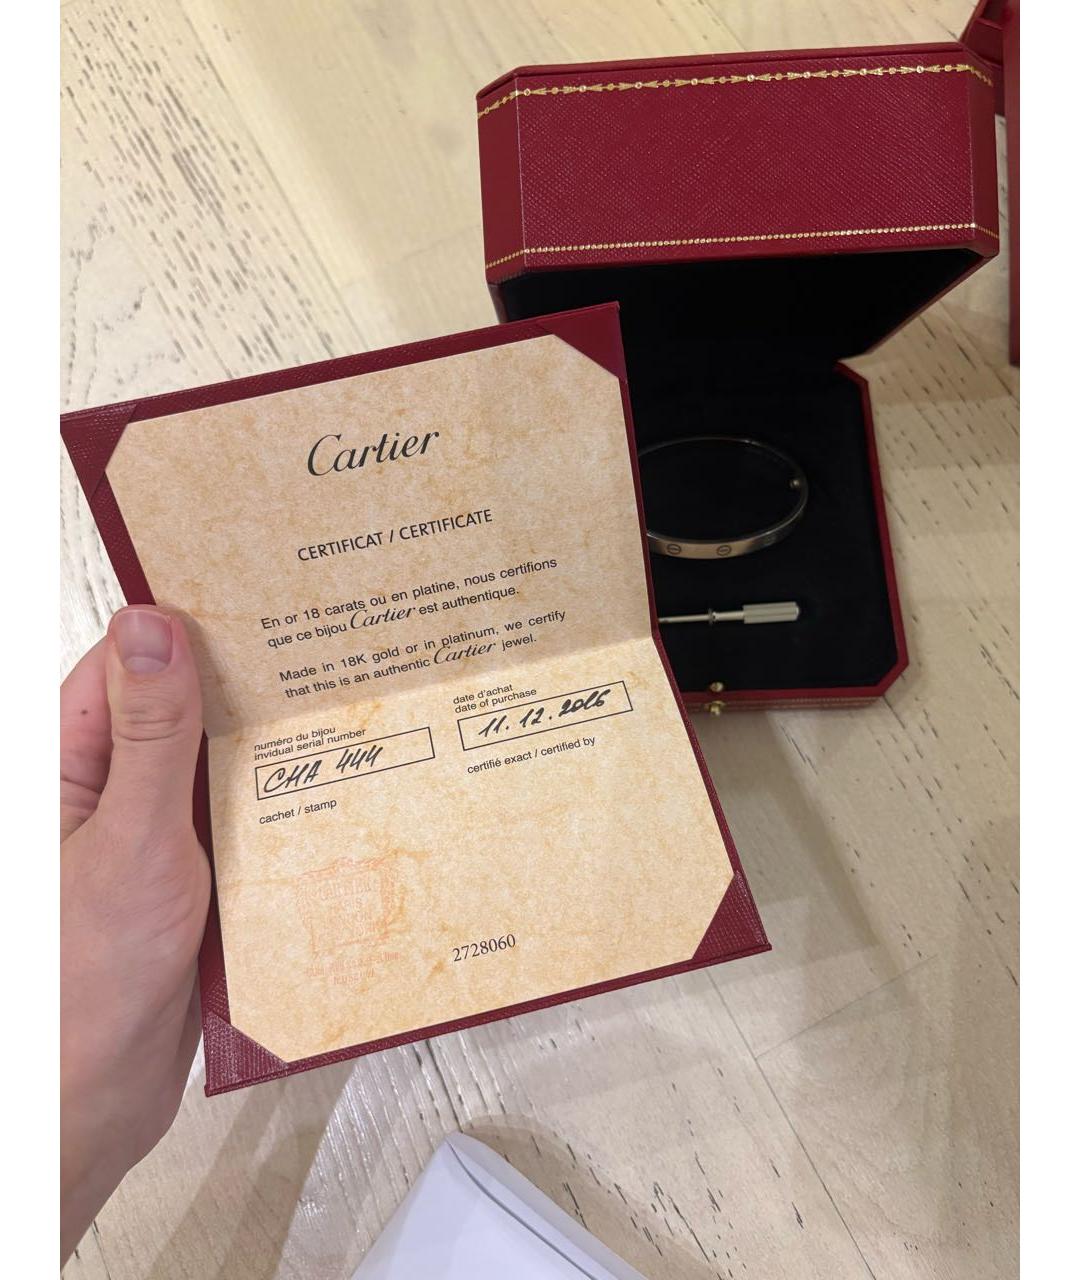 Cartier
CERTIFICAT / CERTIFICATE
En or 18 carats ou en platine, nous certifions
que ce bijou Cartier est authentique.
Made in 18K gold or in platinum, we certify
that this is an authentic Cartier jewel.
numéro du bijou
invidual serial number
CHA 444
date d'achat
date of purchase
11.12.2016
cachet / stamp
certifié exact / certified by
CARTIER
2728060